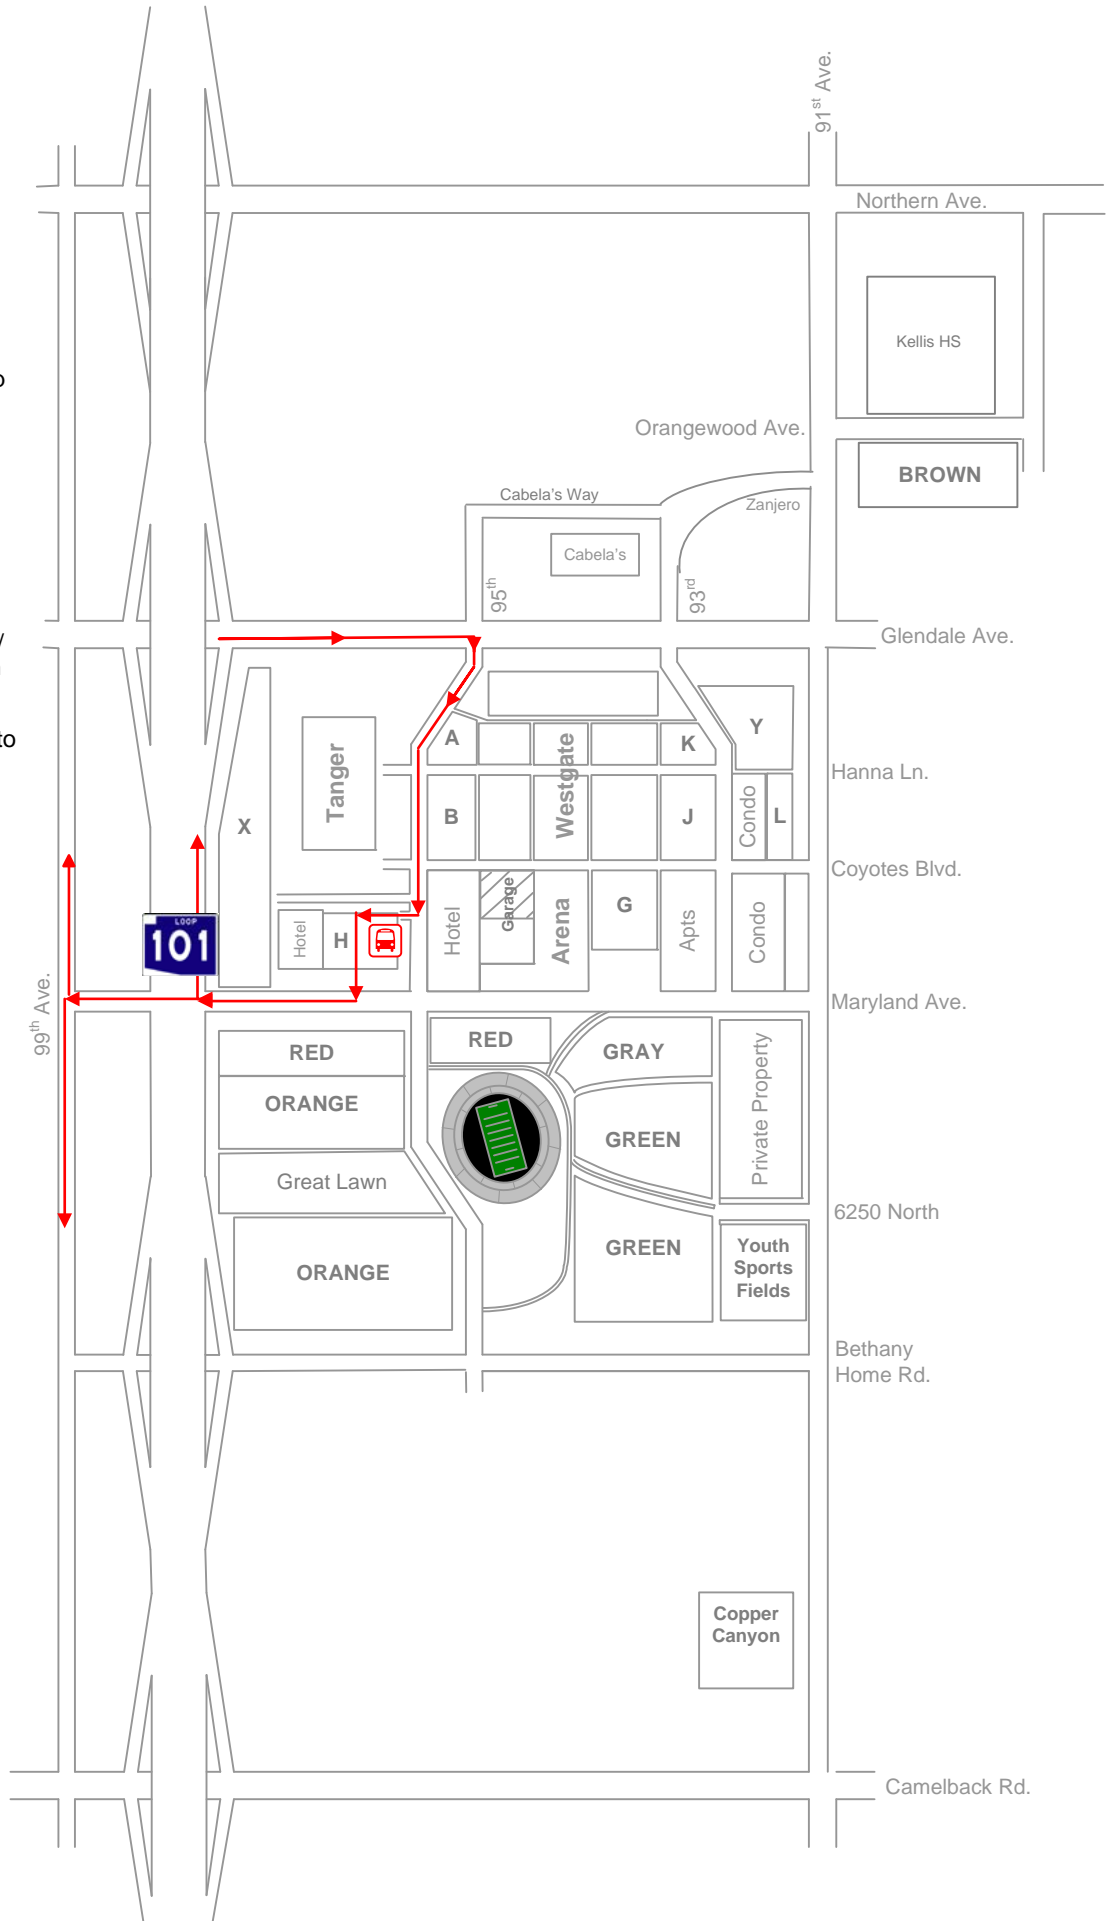 91st Ave.
Northern Ave.
Kellis HS
o
Orangewood Ave.
BROWN
Cabela's Way
Zanjero
Cabela's
95th
93rd
Glendale Ave.
to
Y
A
K
Westgate
Tanger
Hanna Ln.
X
B
J
Condo
L
Coyotes Blvd.
Garage
G
LOOP
101
Hotel
H
Hotel
Arena
Apts
Condo
99th Ave.
Maryland Ave.
RED
RED
GRAY
ORANGE
GREEN
Private Property
Great Lawn
6250 North
ORANGE
GREEN
Youth
Sports
Fields
Bethany
Home Rd.
Copper
Canyon
Camelback Rd.